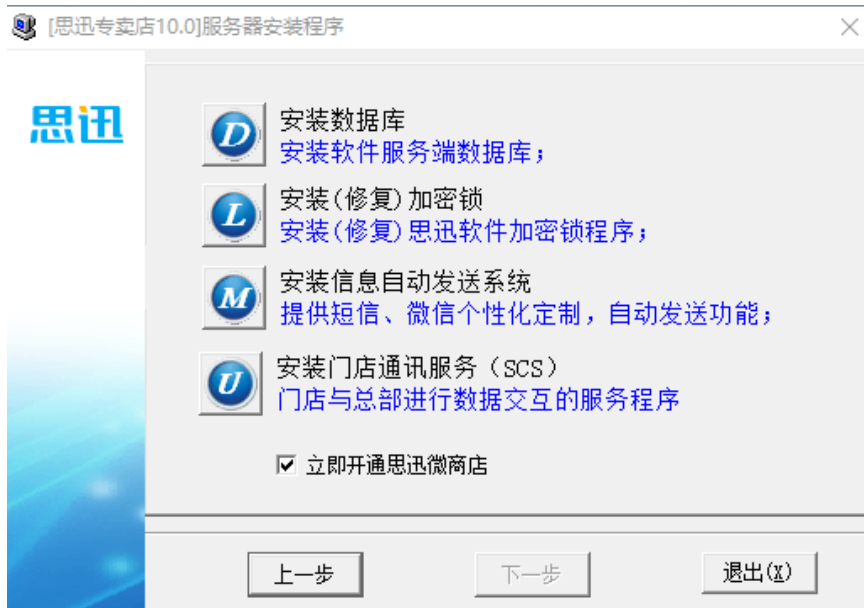 [思迅专卖店10.0]服务器安装程序
思迅
D
安装数据库
安装软件服务端数据库；
L
安装(修复)加密锁
安装(修复)思迅软件加密锁程序；
M
安装信息自动发送系统
提供短信、微信个性化定制，自动发送功能；
U
安装门店通讯服务（SCS）
门店与总部进行数据交互的服务程序
立即开通思迅微商店
上一步
下一步
退出(X)